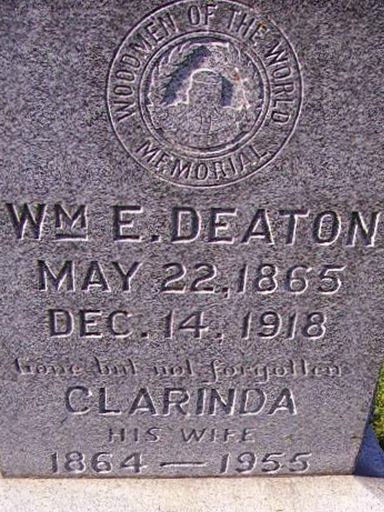 WOODMEN OF THE WORLD
MEMORIAL
WM E. DEATON
MAY 22, 1865
DEC. 14, 1918
Gone but not forgotten
CLARINDA
HIS WIFE
1864 — 1955